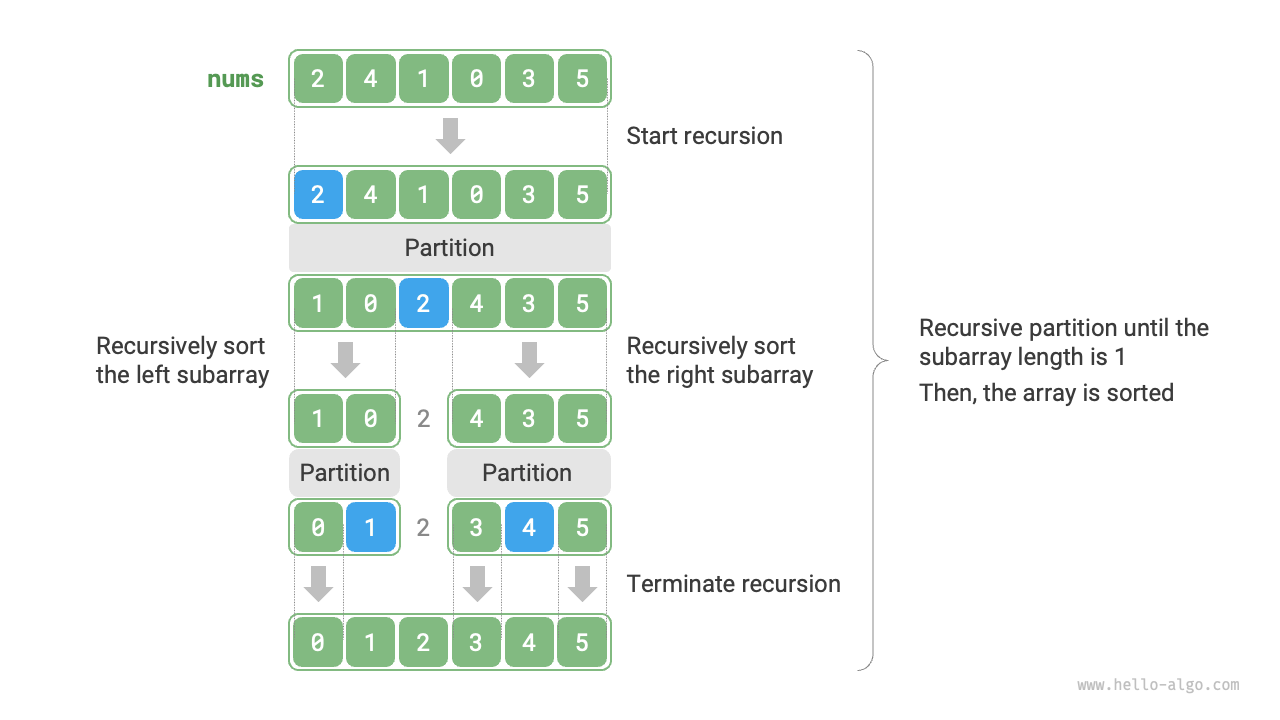 nums 2 4 1 0 3 5
Start recursion
2 4 1 0 3 5
Partition
1 0 2 4 3 5
Recursively sort
the left subarray
Recursively sort
the right subarray
Recursive partition until the
subarray length is 1
Then, the array is sorted
1 0 2 4 3 5
Partition Partition
0 1 2 3 4 5
Terminate recursion
0 1 2 3 4 5
www.hello-algo.com